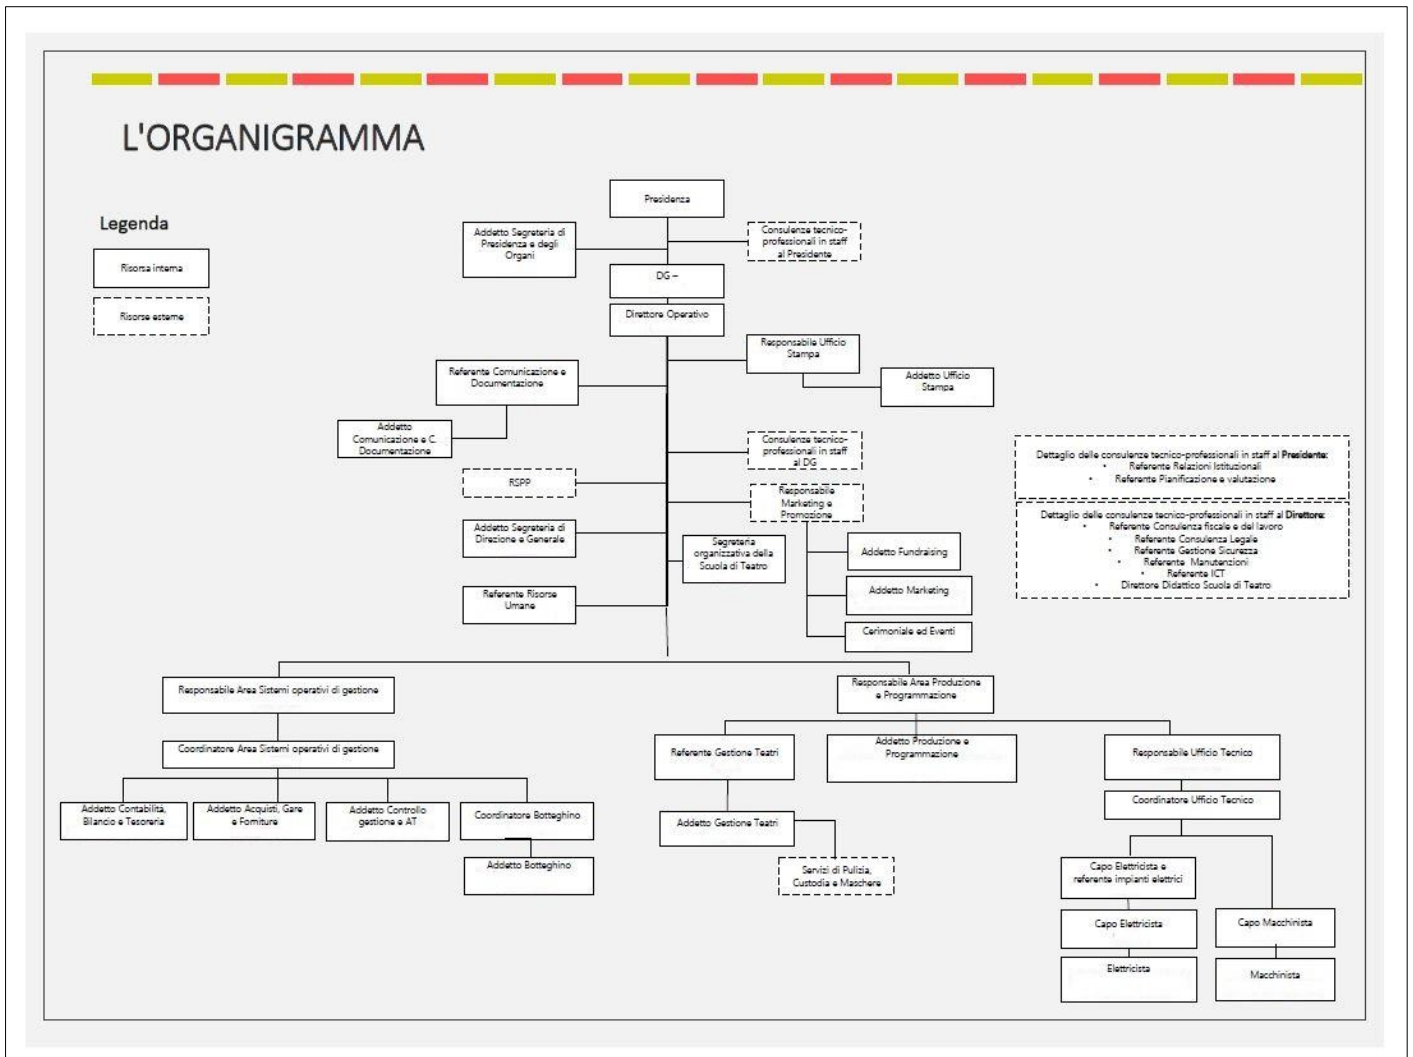 L'ORGANIGRAMMA
Legenda
Risorsa interna
Risorse esterne
Presidenza
Addetto Segreteria di
Presidenza e degli
Organi
Consulenze tecnico-
professionali in staff
al Presidente
DG –
Direttore Operativo
Responsabile Ufficio
Stampa
Addetto Ufficio
Stampa
Referente Comunicazione e
Documentazione
Addetto
Comunicazione e C.
Documentazione
Consulenze tecnico-
professionali in staff
al DG
RSPP
Responsabile
Marketing e
Promozione
Addetto Segreteria di
Direzione e Generale
Segreteria
organizzativa della
Scuola di Teatro
Addetto Fundraising
Addetto Marketing
Cerimoniale ed Eventi
Referente Risorse
Umane
Dettaglio delle consulenze tecnico-professionali in staff al Presidente:
• Referente Relazioni Istituzionali
• Referente Pianificazione e valutazione
Dettaglio delle consulenze tecnico-professionali in staff al Direttore:
• Referente Consulenza fiscale e del lavoro
• Referente Consulenza Legale
• Referente Gestione Sicurezza
• Referente Manutenzioni
• Referente ICT
• Direttore Didattico Scuola di Teatro
Responsabile Area Sistemi operativi di gestione
Coordinatore Area Sistemi operativi di gestione
Addetto Contabilità,
Bilancio e Tesoreria
Addetto Acquisti, Gare
e Forniture
Addetto Controllo
gestione e AT
Coordinatore Botteghino
Addetto Botteghino
Responsabile Area Produzione
e Programmazione
Referente Gestione Teatri
Addetto Produzione e
Programmazione
Responsabile Ufficio Tecnico
Addetto Gestione Teatri
Servizi di Pulizia,
Custodia e Maschere
Coordinatore Ufficio Tecnico
Capo Elettricista e
referente impianti elettrici
Capo Elettricista
Elettricista
Capo Macchinista
Macchinista